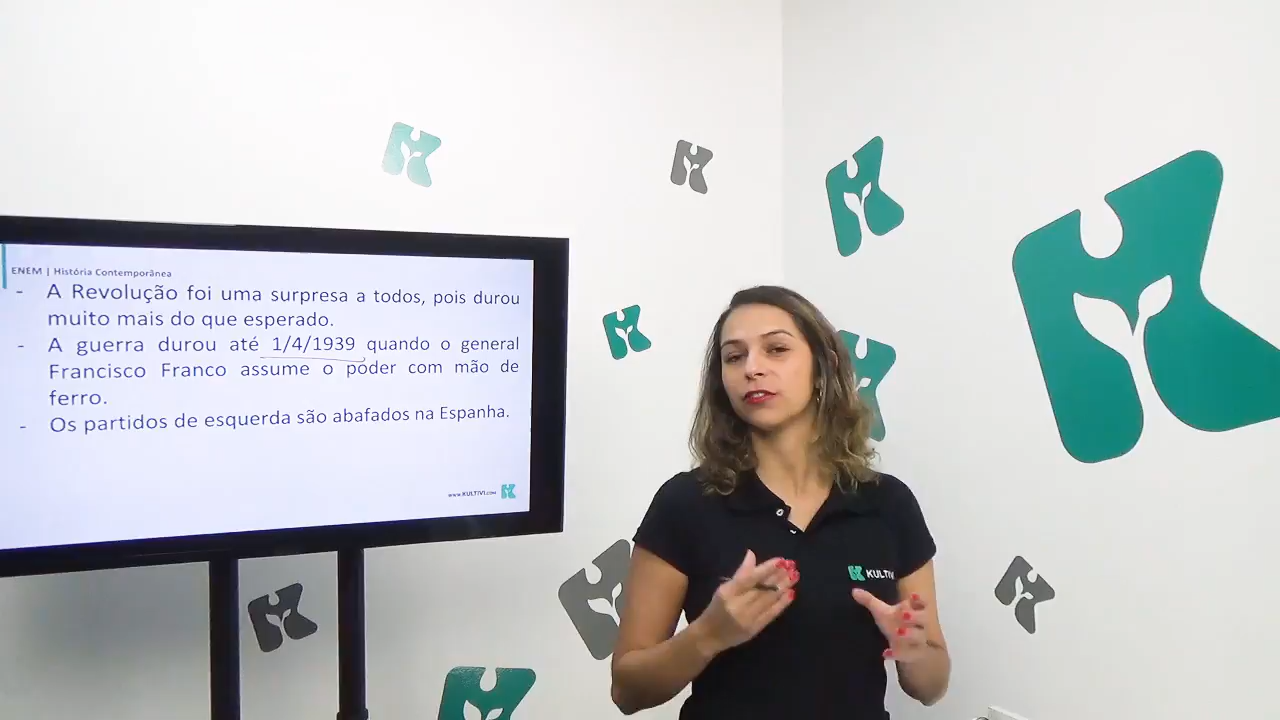 ENEM | História Contemporânea
- A Revolução foi uma surpresa a todos, pois durou
muito mais do que esperado.
- A guerra durou até 1/4/1939 quando o general
Francisco Franco assume o poder com mão de
ferro.
- Os partidos de esquerda são abafados na Espanha.
www.KULTIVI.com
KULTIVI